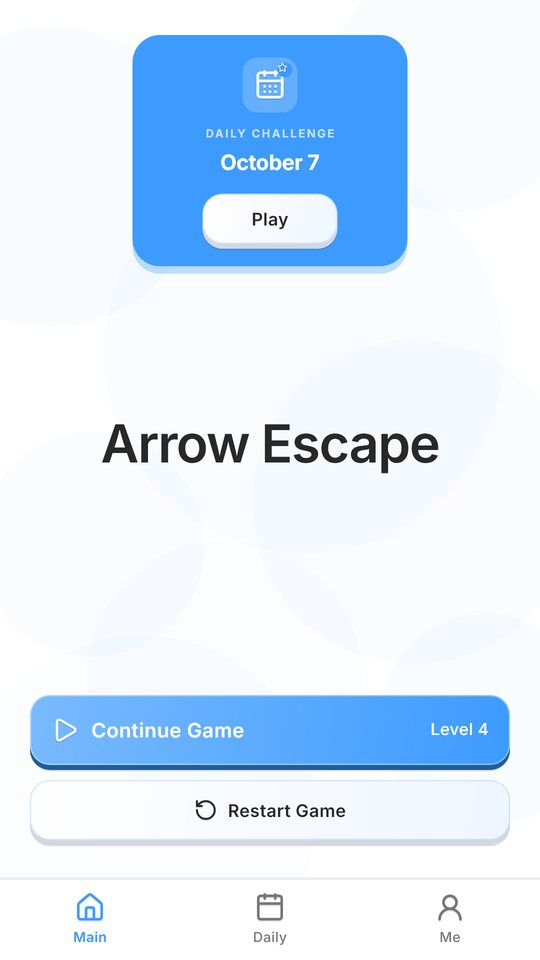 DAILY CHALLENGE
October 7
Play
Arrow Escape
Continue Game
Level 4
Restart Game
Main
Daily
Me